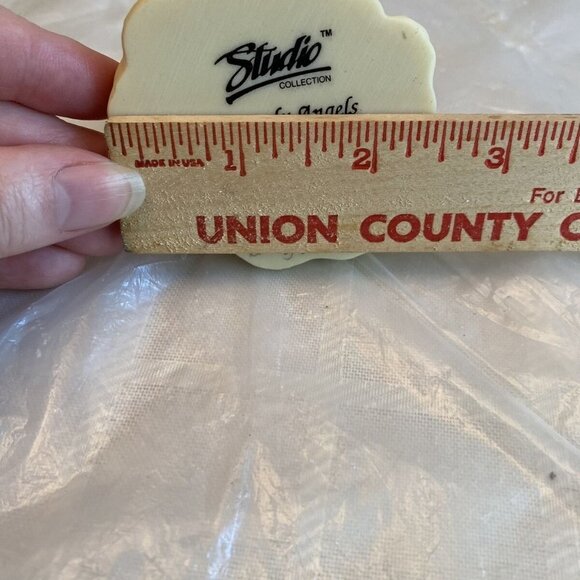 Studio™
COLLECTION
Angels
1 2 3
MADE IN USA
For
UNION COUNTY